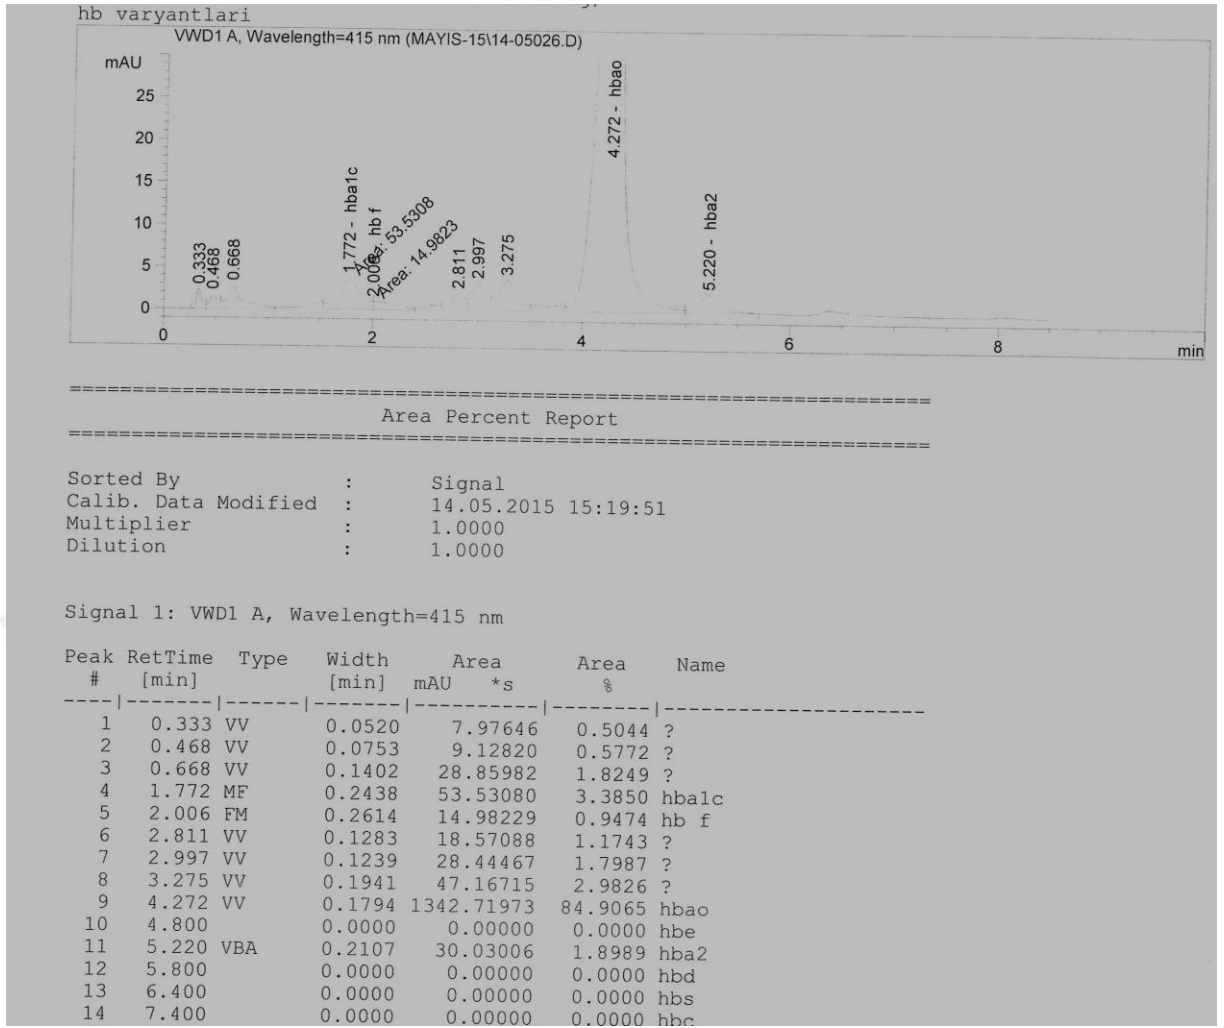 hb varyantlari
VWD1 A, Wavelength=415 nm (MAYIS-15\14-05026.D)
mAU
25
20
15
10
5
0
0.333
0.468
0.668
1.772 - hba1c
Area: 53.5308
2.006 - hb f
Area: 14.9823
2.811
2.997
3.275
4.272 - hbao
5.220 - hba2
0 2 4 6 8 min
=====================================================================
Area Percent Report
=====================================================================
Sorted By : Signal
Calib. Data Modified : 14.05.2015 15:19:51
Multiplier : 1.0000
Dilution : 1.0000
Signal 1: VWD1 A, Wavelength=415 nm
Peak RetTime Type Width Area Area Name
# [min] [min] mAU *s %
----|-------|------|-------|----------|--------|---------------------
1 0.333 VV 0.0520 7.97646 0.5044 ?
2 0.468 VV 0.0753 9.12820 0.5772 ?
3 0.668 VV 0.1402 28.85982 1.8249 ?
4 1.772 MF 0.2438 53.53080 3.3850 hba1c
5 2.006 FM 0.2614 14.98229 0.9474 hb f
6 2.811 VV 0.1283 18.57088 1.1743 ?
7 2.997 VV 0.1239 28.44467 1.7987 ?
8 3.275 VV 0.1941 47.16715 2.9826 ?
9 4.272 VV 0.1794 1342.71973 84.9065 hbao
10 4.800 0.0000 0.00000 0.0000 hbe
11 5.220 VBA 0.2107 30.03006 1.8989 hba2
12 5.800 0.0000 0.00000 0.0000 hbd
13 6.400 0.0000 0.00000 0.0000 hbs
14 7.400 0.0000 0.00000 0.0000 hbc